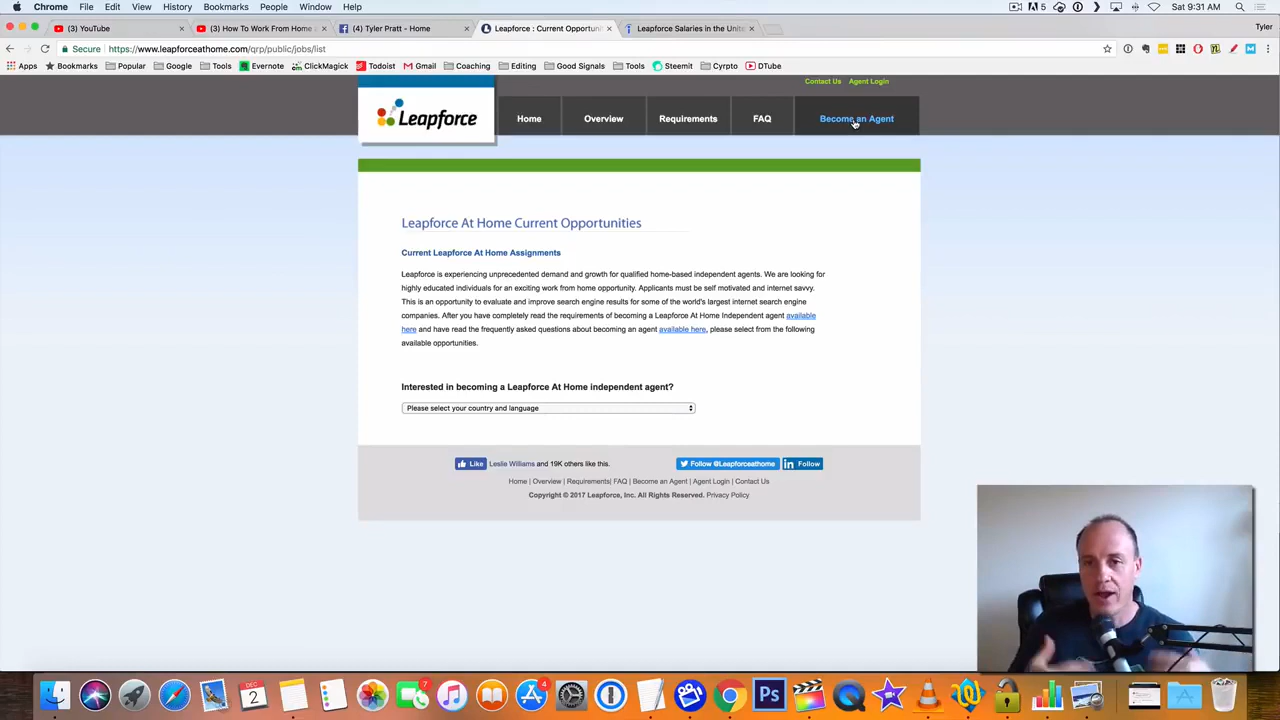 Chrome File Edit View History Bookmarks People Window Help
5 Sat 9:31 AM
(3) YouTube
(3) How To Work From Home
(4) Tyler Pratt - Home
Leapforce : Current Opportuni
Leapforce Salaries in the Unite
Tyler
Secure https://www.leapforceathome.com/qrp/public/jobs/list
Apps Bookmarks Popular Google Tools Evernote ClickMagick Todoist Gmail Coaching Editing Good Signals Tools Steemit Cyrpto DTube
Contact Us Agent Login
Leapforce
Home Overview Requirements FAQ Become an Agent
Leapforce At Home Current Opportunities
Current Leapforce At Home Assignments
Leapforce is experiencing unprecedented demand and growth for qualified home-based independent agents. We are looking for
highly educated individuals for an exciting work from home opportunity. Applicants must be self motivated and internet savvy.
This is an opportunity to evaluate and improve search engine results for some of the world's largest internet search engine
companies. After you have completely read the requirements of becoming a Leapforce At Home Independent agent available
here and have read the frequently asked questions about becoming an agent available here, please select from the following
available opportunities.
Interested in becoming a Leapforce At Home independent agent?
Please select your country and language
Like Leslie Williams and 19K others like this.
Follow @Leapforceathome
in Follow
Home | Overview | Requirements| FAQ | Become an Agent | Agent Login | Contact Us
Copyright © 2017 Leapforce, Inc. All Rights Reserved. Privacy Policy
DEC
2
7
4
Ps